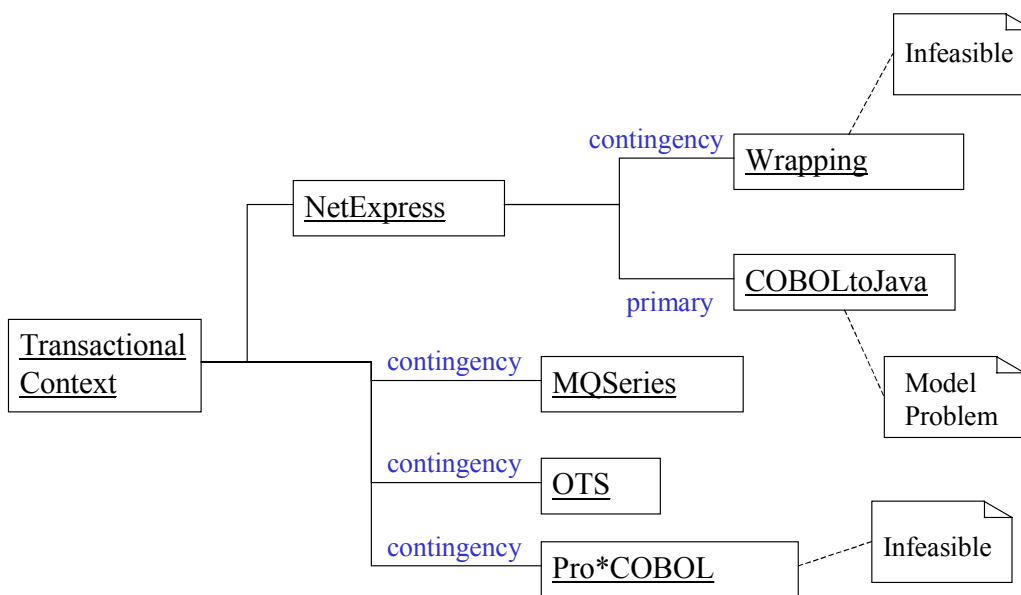 Infeasible
contingency
Wrapping
NetExpress
COBOLtoJava
primary
Transactional
Context
contingency
MQSeries
Model
Problem
contingency
OTS
contingency
Pro*COBOL
Infeasible